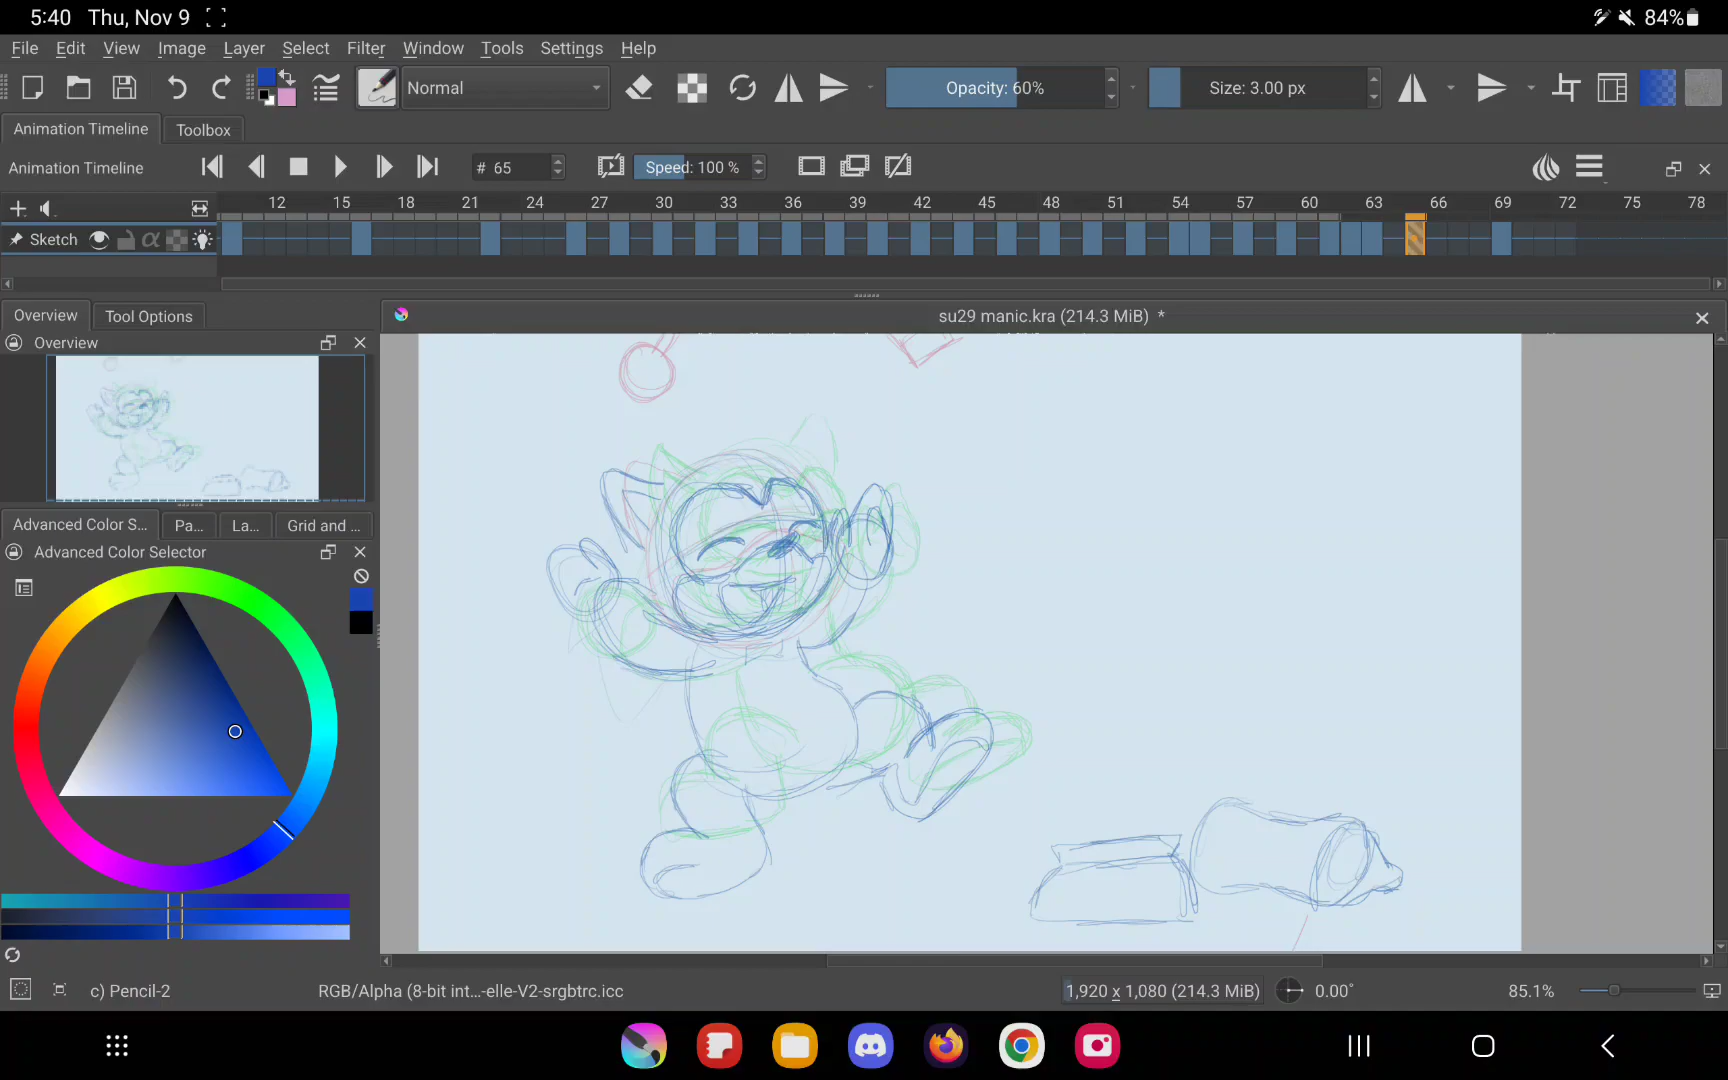 5:40 Thu, Nov 9 84%
File Edit View Image Layer Select Filter Window Tools Settings Help
Normal Opacity: 60% Size: 3.00 px
Animation Timeline Toolbox
Animation Timeline # 65 Speed: 100 %
12 15 18 21 24 27 30 33 36 39 42 45 48 51 54 57 60 63 66 69 72 75 78
Sketch α
Overview Tool Options
su29 manic.kra (214.3 MiB) *
Overview
Advanced Color S... Pa... La... Grid and ...
Advanced Color Selector
c) Pencil-2 RGB/Alpha (8-bit int...-elle-V2-srgbtrc.icc 1,920 x 1,080 (214.3 MiB) 0.00° 85.1%